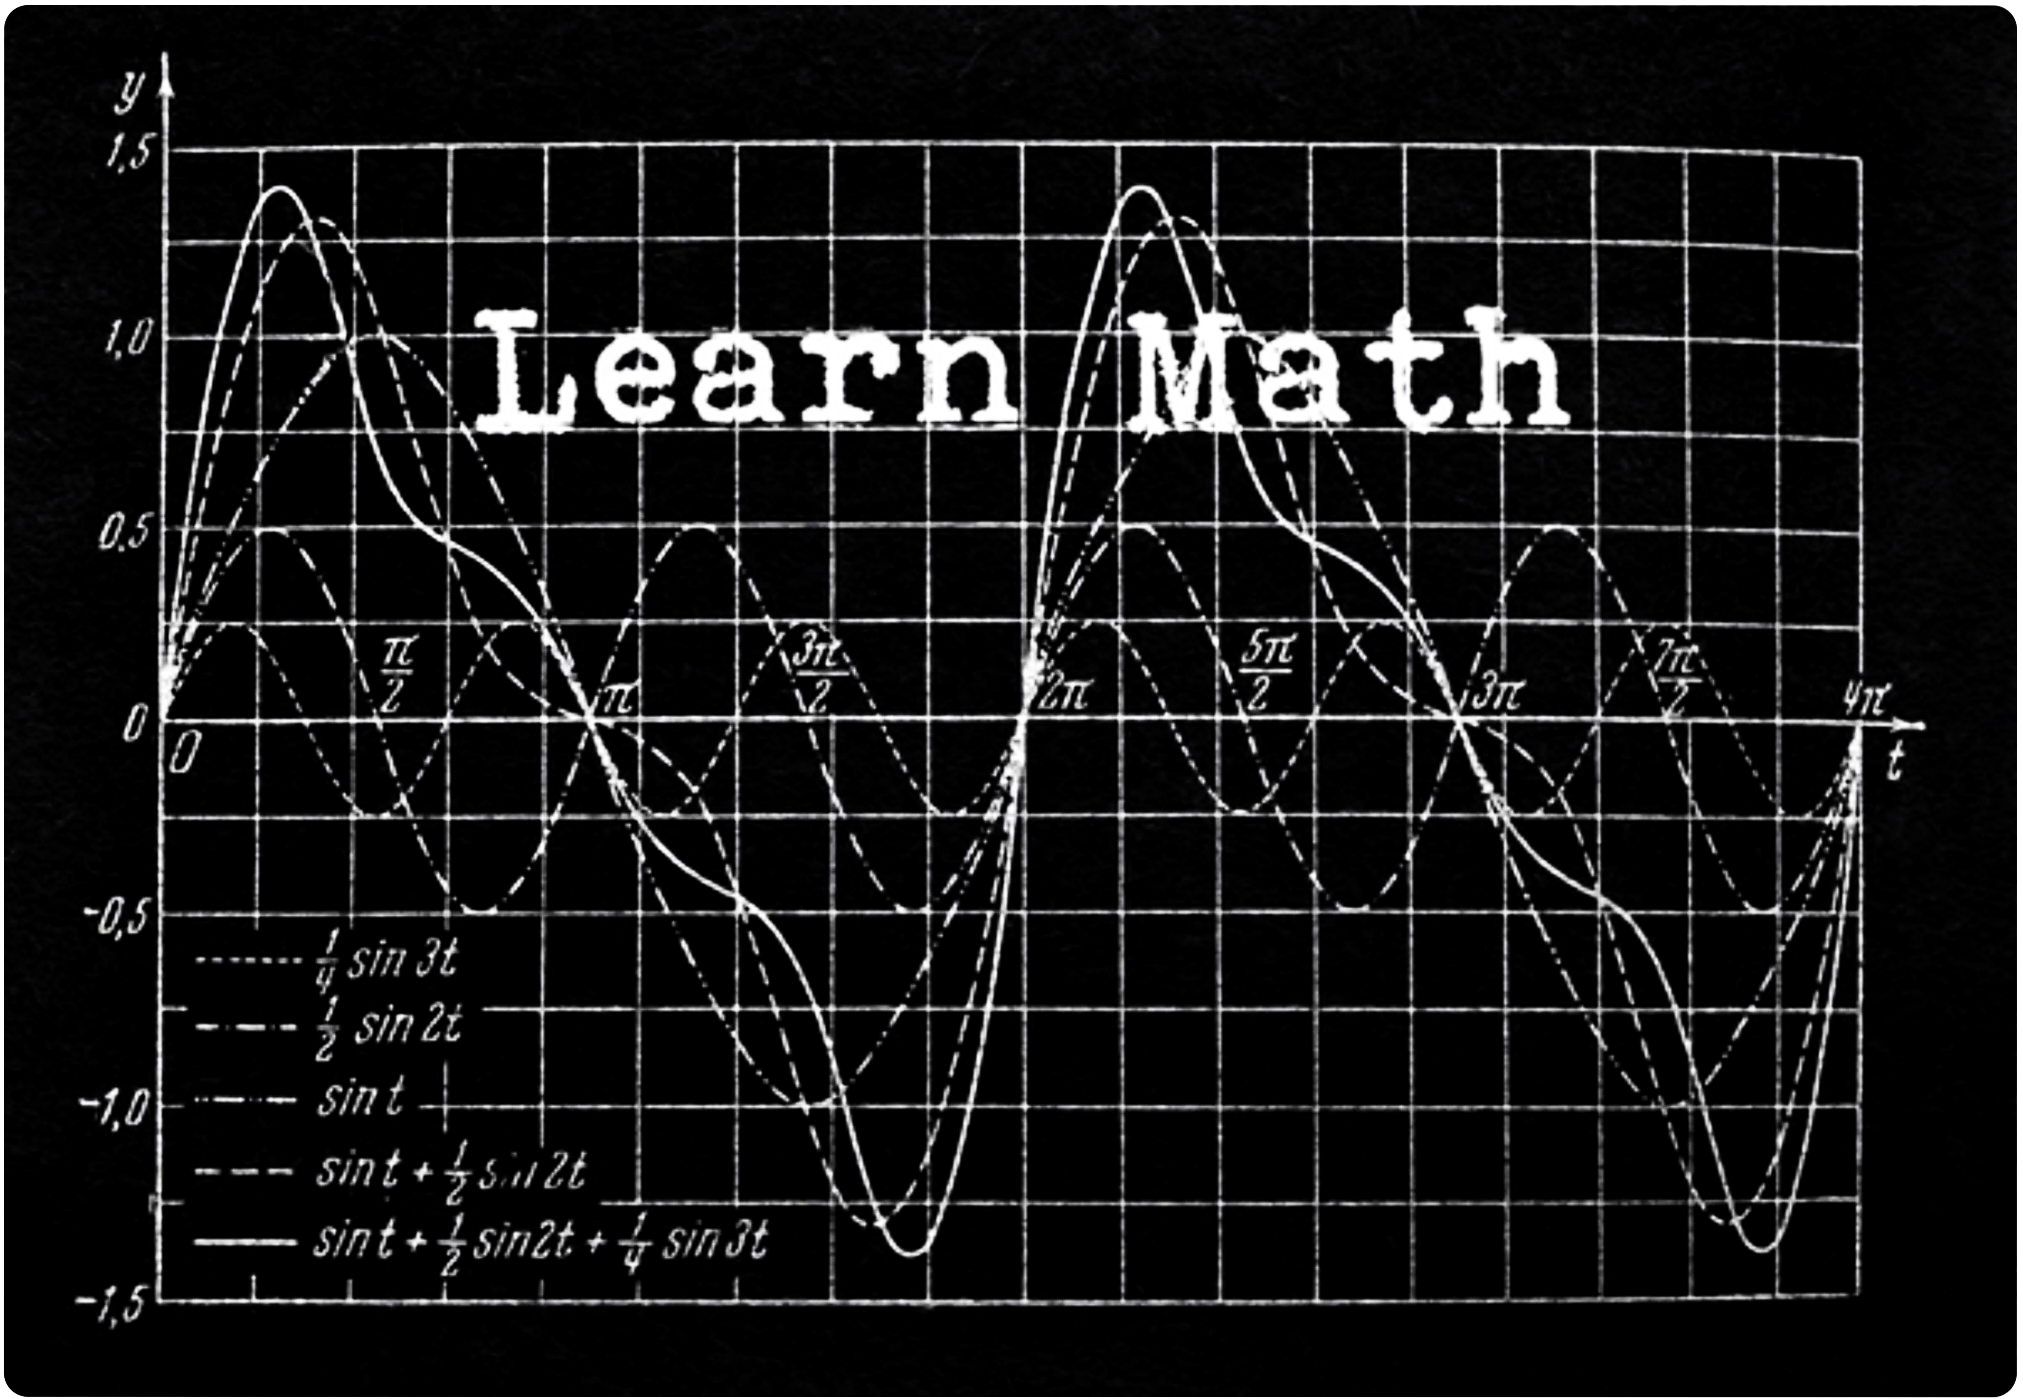 y
1,5
1,0
Learn Math
0,5
π/2 3π/2 5π/2 7π/2
π 2π 3π 4π
0
0 t
-0,5
1/4 sin 3t
1/2 sin 2t
sin t
-1,0
sin t + 1/2 sin 2t
sin t + 1/2 sin 2t + 1/4 sin 3t
-1,5